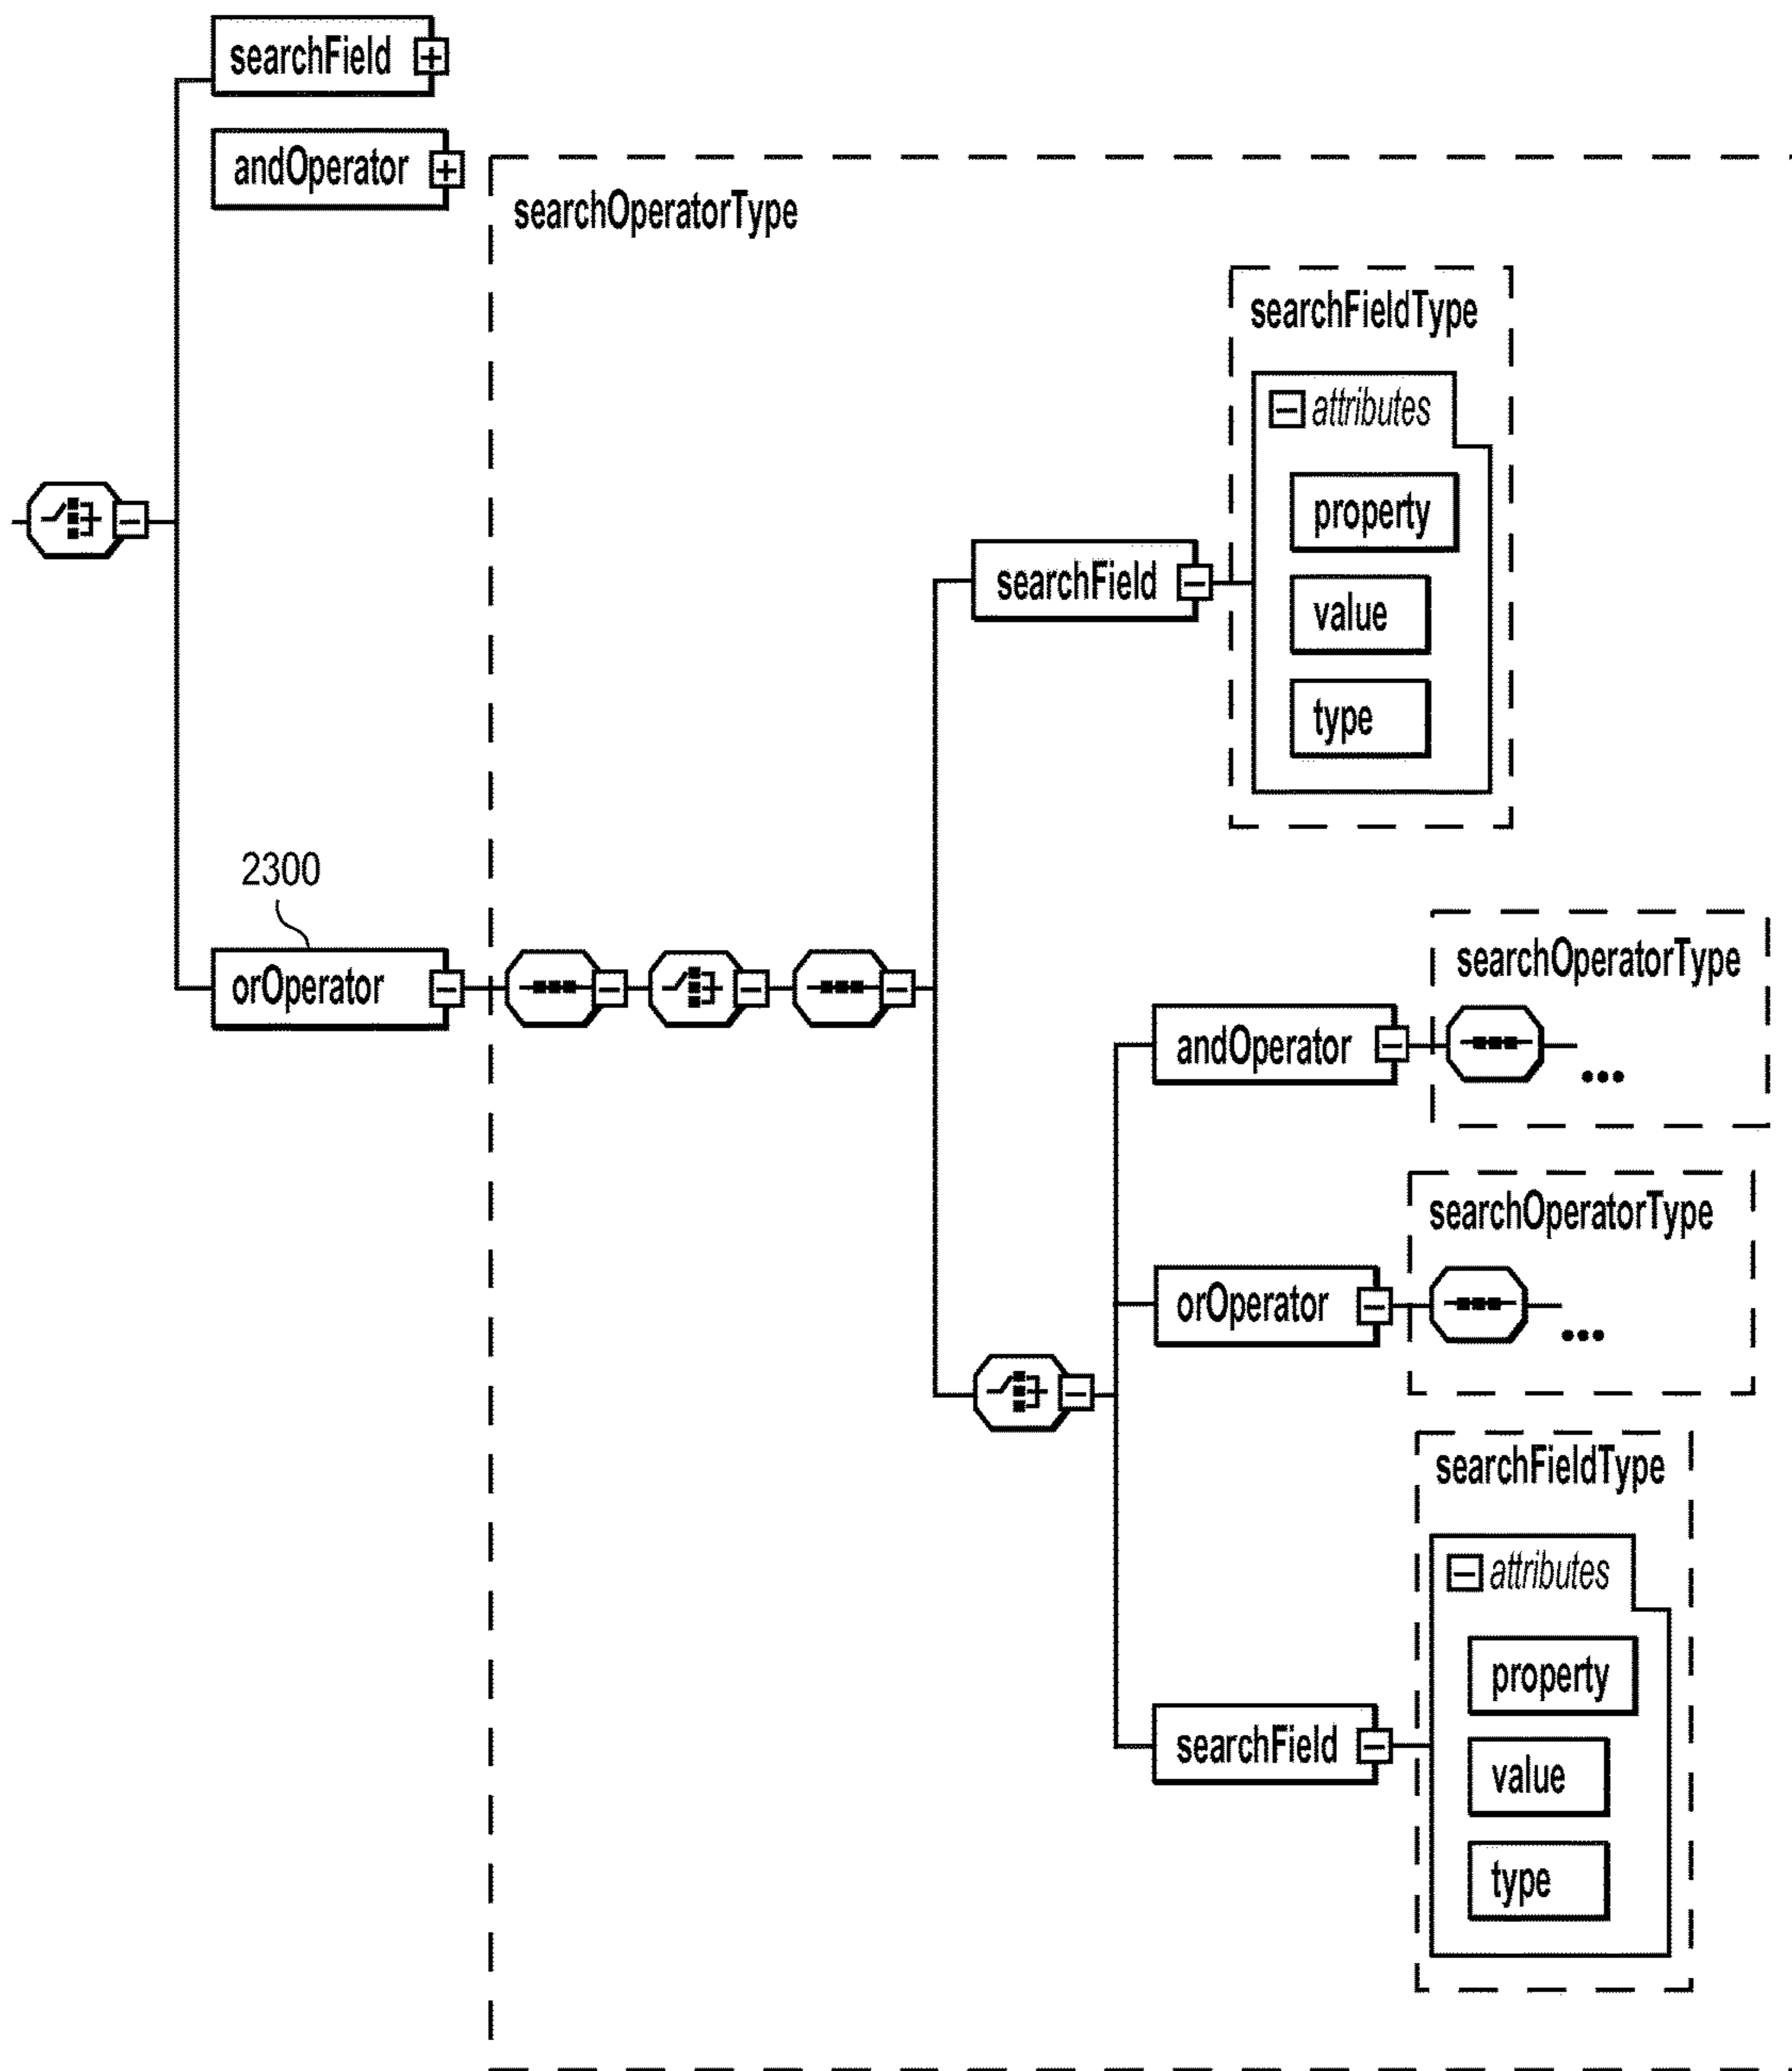 searchField
andOperator
searchOperatorType
searchFieldType
attributes
property
searchField
value
type
2300
orOperator
searchOperatorType
andOperator
searchOperatorType
orOperator
searchFieldType
attributes
property
searchField
value
type